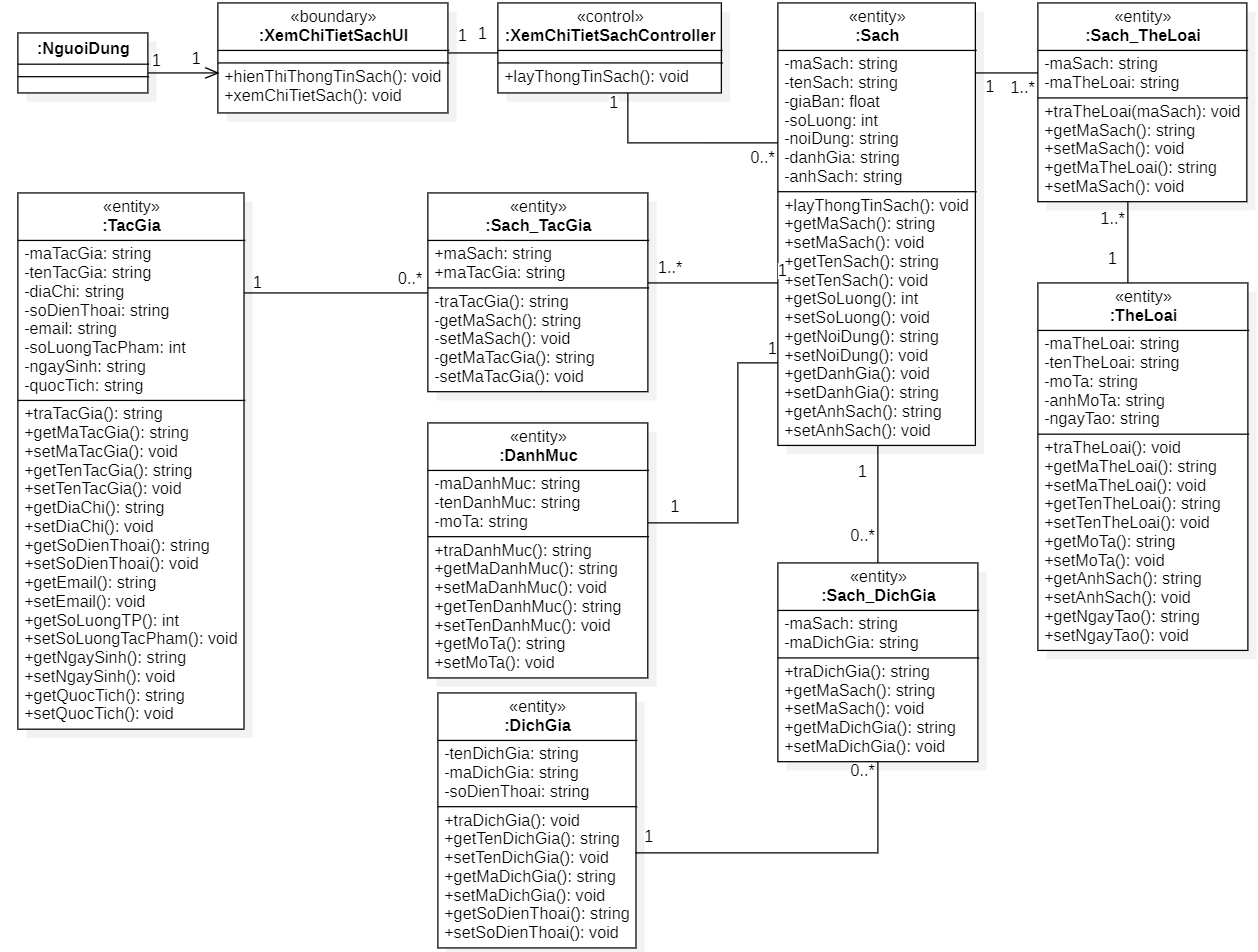 :NguoiDung
1
1
«boundary»
:XemChiTietSachUI
+hienThiThongTinSach(): void
+xemChiTietSach(): void
1
1
«control»
:XemChiTietSachController
+layThongTinSach(): void
1
0..*
«entity»
:Sach
-maSach: string
-tenSach: string
-giaBan: float
-soLuong: int
-noiDung: string
-danhGia: string
-anhSach: string
+layThongTinSach(): void
+getMaSach(): string
+setMaSach(): void
+getTenSach(): string
+setTenSach(): void
+getSoLuong(): int
+setSoLuong(): void
+getNoiDung(): string
+setNoiDung(): void
+getDanhGia(): void
+setDanhGia(): string
+getAnhSach(): string
+setAnhSach(): void
1
1..*
«entity»
:Sach_TheLoai
-maSach: string
-maTheLoai: string
+traTheLoai(maSach): void
+getMaSach(): string
+setMaSach(): void
+getMaTheLoai(): string
+setMaSach(): void
1..*
1
«entity»
:TheLoai
-maTheLoai: string
-tenTheLoai: string
-moTa: string
-anhMoTa: string
-ngayTao: string
+traTheLoai(): void
+getMaTheLoai(): string
+setMaTheLoai(): void
+getTenTheLoai(): string
+setTenTheLoai(): void
+getMoTa(): string
+setMoTa(): void
+getAnhSach(): string
+setAnhSach(): void
+getNgayTao(): string
+setNgayTao(): void
«entity»
:TacGia
-maTacGia: string
-tenTacGia: string
-diaChi: string
-soDienThoai: string
-email: string
-soLuongTacPham: int
-ngaySinh: string
-quocTich: string
+traTacGia(): string
+getMaTacGia(): string
+setMaTacGia(): void
+getTenTacGia(): string
+setTenTacGia(): void
+getDiaChi(): string
+setDiaChi(): void
+getSoDienThoai(): string
+setSoDienThoai(): void
+getEmail(): string
+setEmail(): void
+getSoLuongTP(): int
+setSoLuongTacPham(): void
+getNgaySinh(): string
+setNgaySinh(): void
+getQuocTich(): string
+setQuocTich(): void
1
0..*
«entity»
:Sach_TacGia
+maSach: string
+maTacGia: string
-traTacGia(): string
-getMaSach(): string
-setMaSach(): void
-getMaTacGia(): string
-setMaTacGia(): void
1..*
1
«entity»
:DanhMuc
-maDanhMuc: string
-tenDanhMuc: string
-moTa: string
+traDanhMuc(): string
+getMaDanhMuc(): string
+setMaDanhMuc(): void
+getTenDanhMuc(): string
+setTenDanhMuc(): void
+getMoTa(): string
+setMoTa(): void
1
1
1
0..*
«entity»
:Sach_DichGia
-maSach: string
-maDichGia: string
+traDichGia(): string
+getMaSach(): string
+setMaSach(): void
+getMaDichGia(): string
+setMaDichGia(): void
0..*
1
«entity»
:DichGia
-tenDichGia: string
-maDichGia: string
-soDienThoai: string
+traDichGia(): void
+getTenDichGia(): string
+setTenDichGia(): void
+getMaDichGia(): string
+setMaDichGia(): void
+getSoDienThoai(): string
+setSoDienThoai(): void